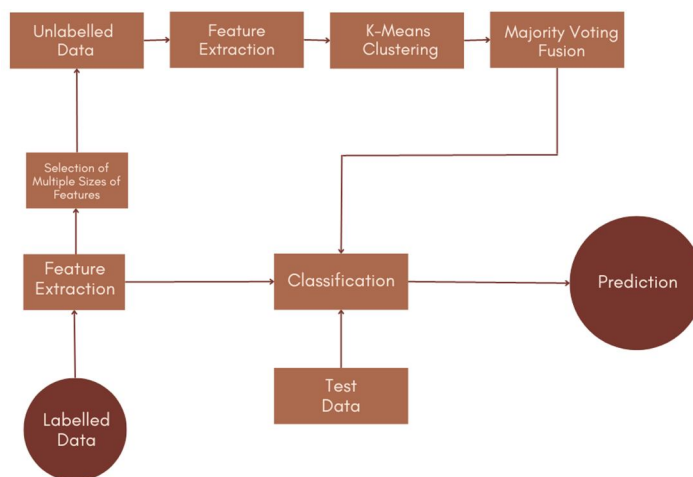 Unlabelled
Data
Feature
Extraction
K-Means
Clustering
Majority Voting
Fusion
Selection of
Multiple Sizes of
Features
Feature
Extraction
Classification
Prediction
Test
Data
Labelled
Data